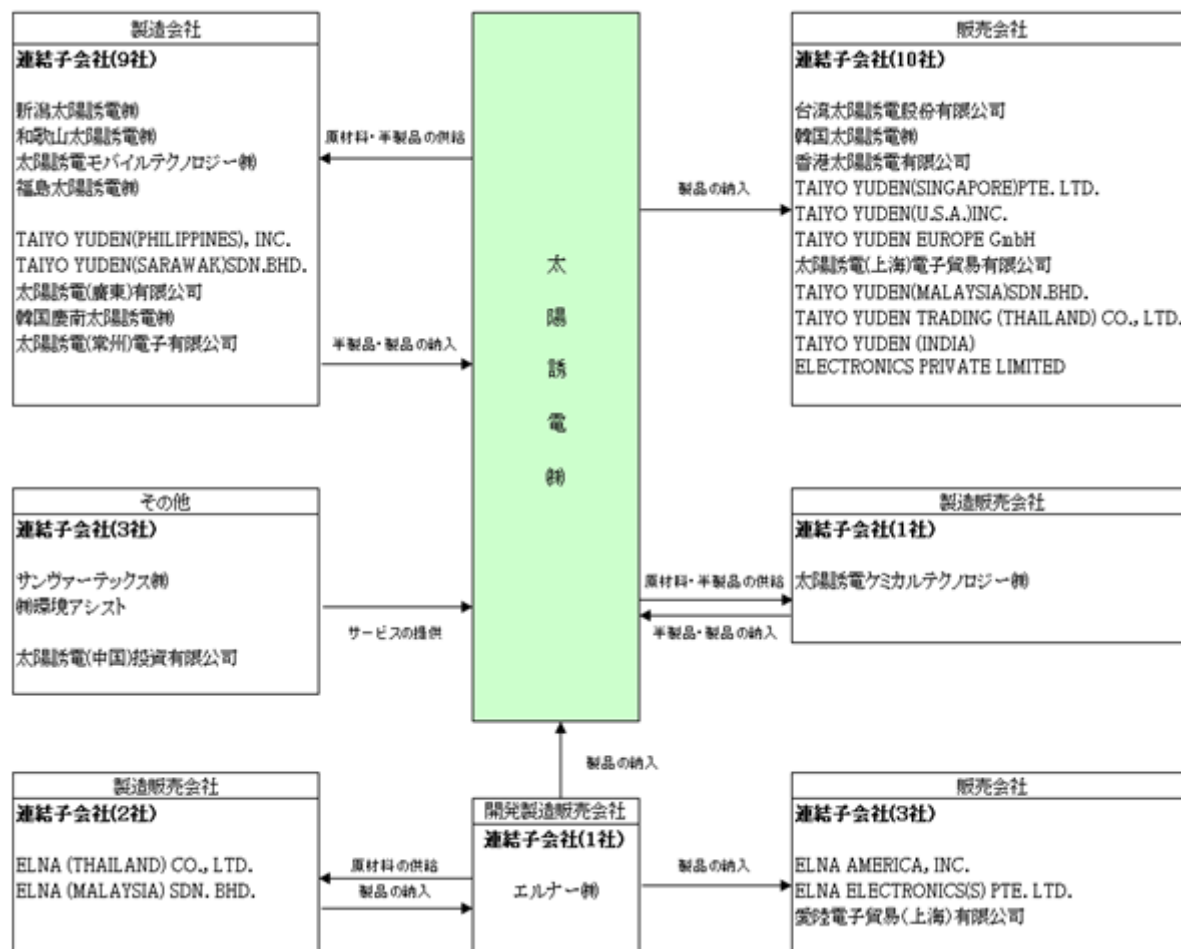 製造会社
連結子会社(9社)
新潟太陽誘電㈱
和歌山太陽誘電㈱
太陽誘電モバイルテクノロジー㈱
福島太陽誘電㈱
TAIYO YUDEN(PHILIPPINES), INC.
TAIYO YUDEN(SARAWAK)SDN.BHD.
太陽誘電(廣東)有限公司
韓国慶南太陽誘電㈱
太陽誘電(常州)電子有限公司
原材料・半製品の供給
半製品・製品の納入
太
陽
誘
電
㈱
製品の納入
販売会社
連結子会社(10社)
台湾太陽誘電股份有限公司
韓国太陽誘電㈱
香港太陽誘電有限公司
TAIYO YUDEN(SINGAPORE)PTE. LTD.
TAIYO YUDEN(U.S.A.)INC.
TAIYO YUDEN EUROPE GmbH
太陽誘電(上海)電子貿易有限公司
TAIYO YUDEN(MALAYSIA)SDN.BHD.
TAIYO YUDEN TRADING (THAILAND) CO., LTD.
TAIYO YUDEN (INDIA)
ELECTRONICS PRIVATE LIMITED
その他
連結子会社(3社)
サンヴァーテックス㈱
㈱環境アシスト
太陽誘電(中国)投資有限公司
サービスの提供
原材料・半製品の供給
半製品・製品の納入
製造販売会社
連結子会社(1社)
太陽誘電ケミカルテクノロジー㈱
製品の納入
製造販売会社
連結子会社(2社)
ELNA (THAILAND) CO., LTD.
ELNA (MALAYSIA) SDN. BHD.
原材料の供給
製品の納入
開発製造販売会社
連結子会社(1社)
エルナー㈱
製品の納入
販売会社
連結子会社(3社)
ELNA AMERICA, INC.
ELNA ELECTRONICS(S) PTE. LTD.
愛陸電子貿易(上海)有限公司